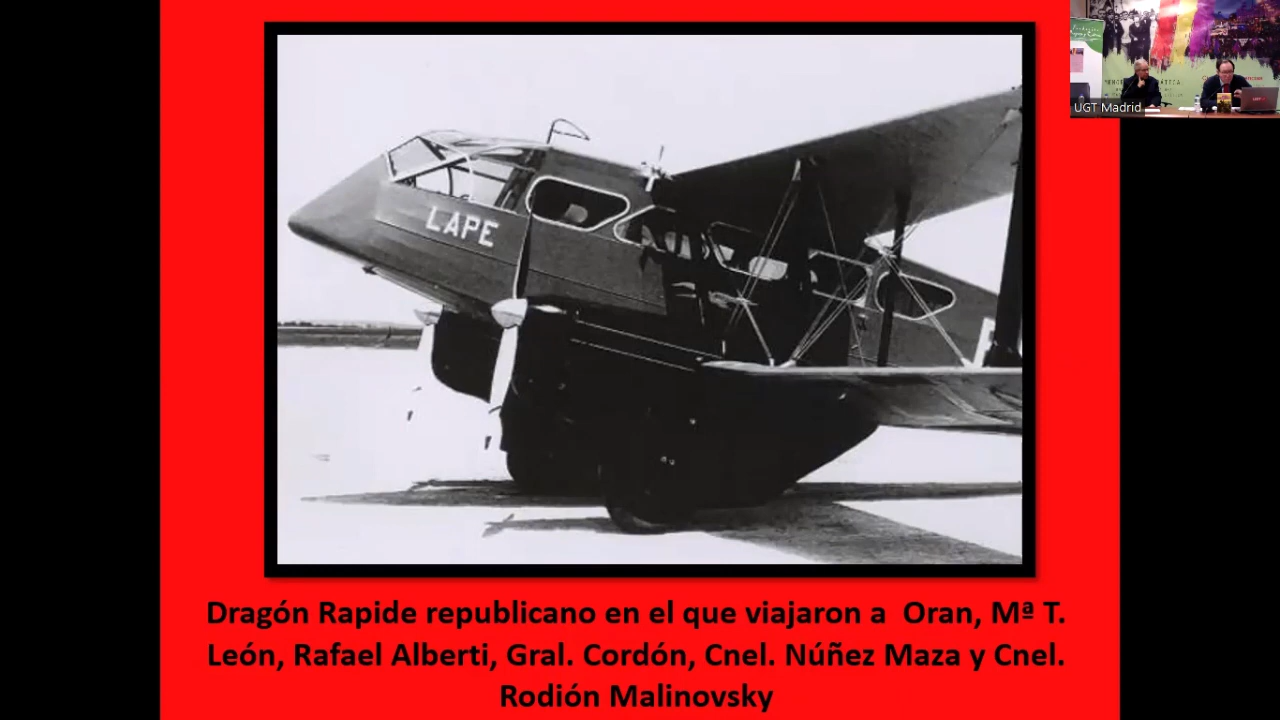 UGT Madrid
LAPE
Dragón Rapide republicano en el que viajaron a  Oran, Mª T.
León, Rafael Alberti, Gral. Cordón, Cnel. Núñez Maza y Cnel.
Rodión Malinovsky